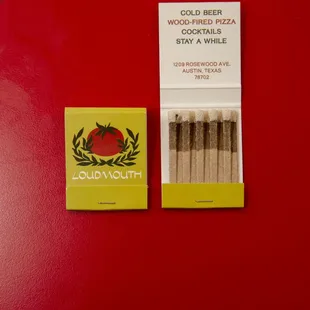 COLD BEER
WOOD-FIRED PIZZA
COCKTAILS
STAY A WHILE
1209 ROSEWOOD AVE.
AUSTIN, TEXAS
78702
LOUDMOUTH